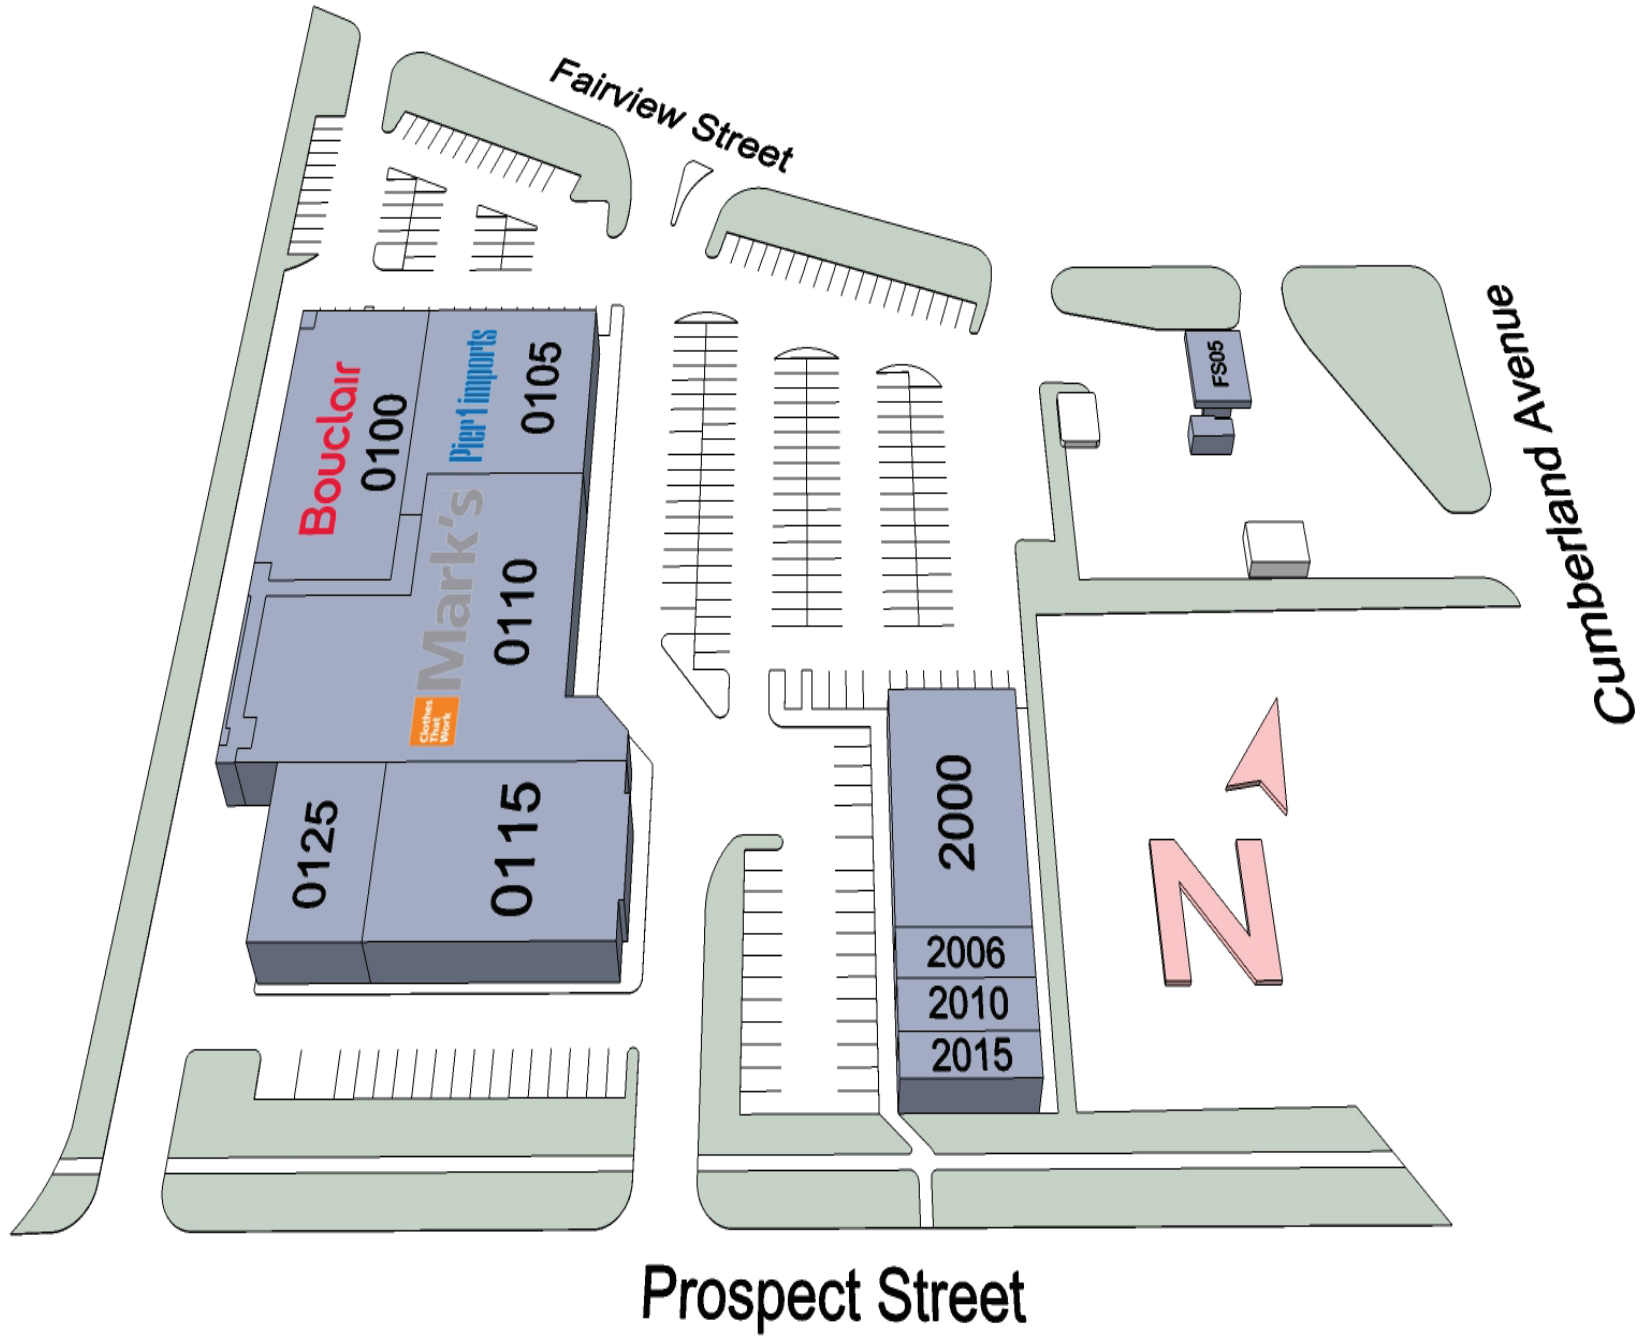 Fairview Street
Cumberland Avenue
FS05
Bouclair
0100
Pier 1 imports
0105
Mark's
Clothes
That
Work
0110
0125
0115
2000
2006
2010
2015
N
Prospect Street